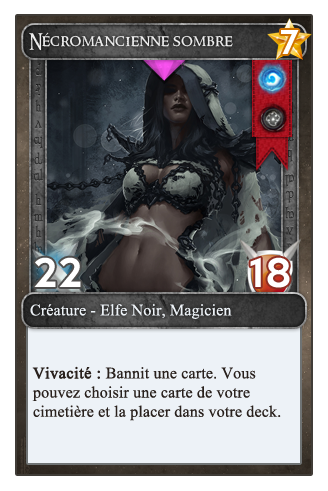 Nécromancienne sombre
7
22
18
Créature - Elfe Noir, Magicien
Vivacité : Bannit une carte. Vous
pouvez choisir une carte de votre
cimetière et la placer dans votre deck.